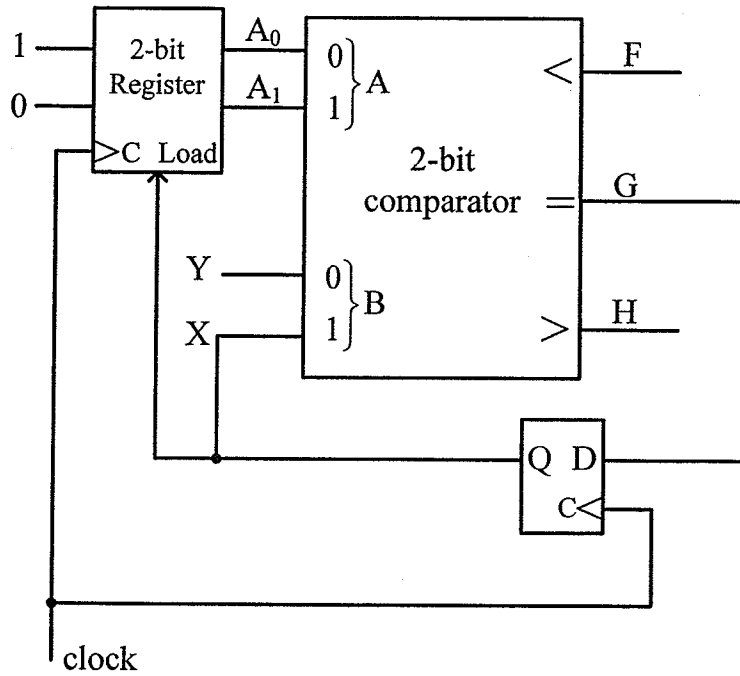 1
0
2-bit
Register
C Load
A₀
A₁
0
1
} A
2-bit
comparator
<
=
>
F
G
H
Y
X
0
1
} B
Q D
C
clock